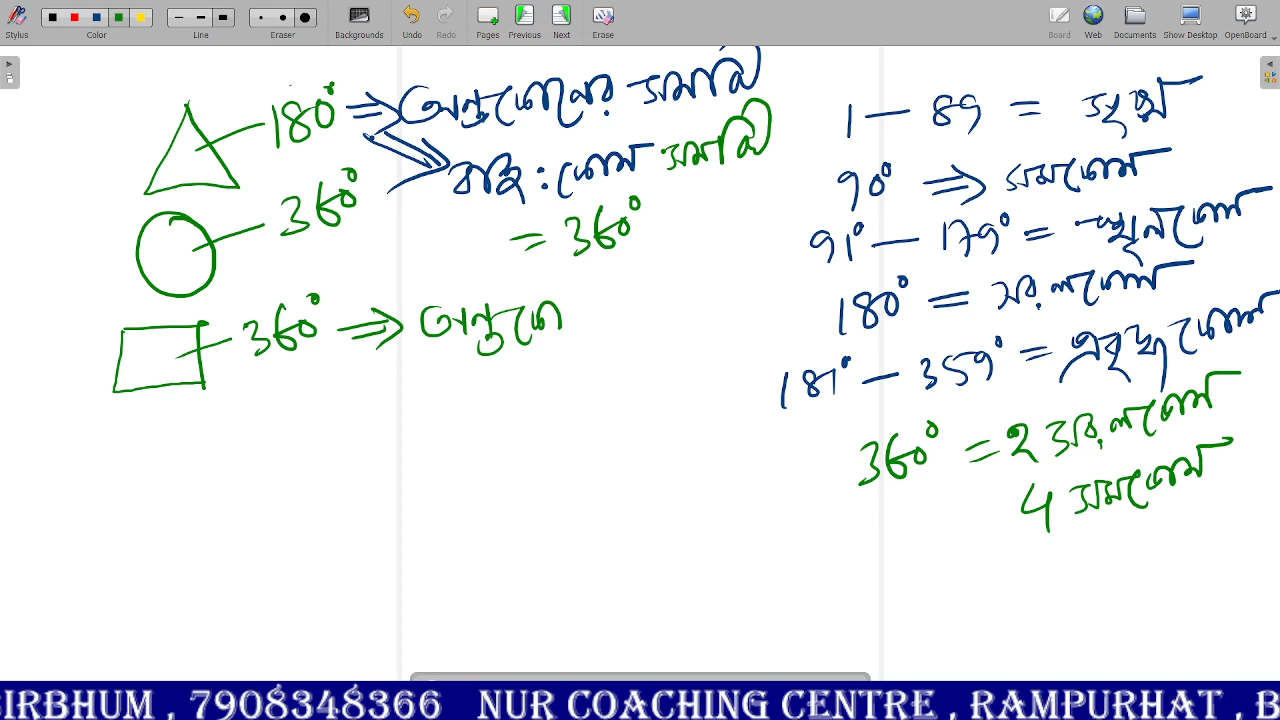 Stylus Color Line Eraser Backgrounds Undo Redo Pages Previous Next Erase Board Web Documents Show Desktop OpenBoard
180° ⇒ অন্তঃকোণের সমষ্টি
বহিঃকোণ সমষ্টি
= 360°
360°
360° ⇒ অন্তঃকো
1 — 89 = সূক্ষ্ম
90° ⇒ সমকোণ
91° — 179° = স্থূলকোণ
180° = সরলকোণ
181° — 359° = প্রবৃদ্ধ কোণ
360° = 2 সরলকোণ
4 সমকোণ
BIRBHUM , 7908348366 NUR COACHING CENTRE , RAMPURHAT , B